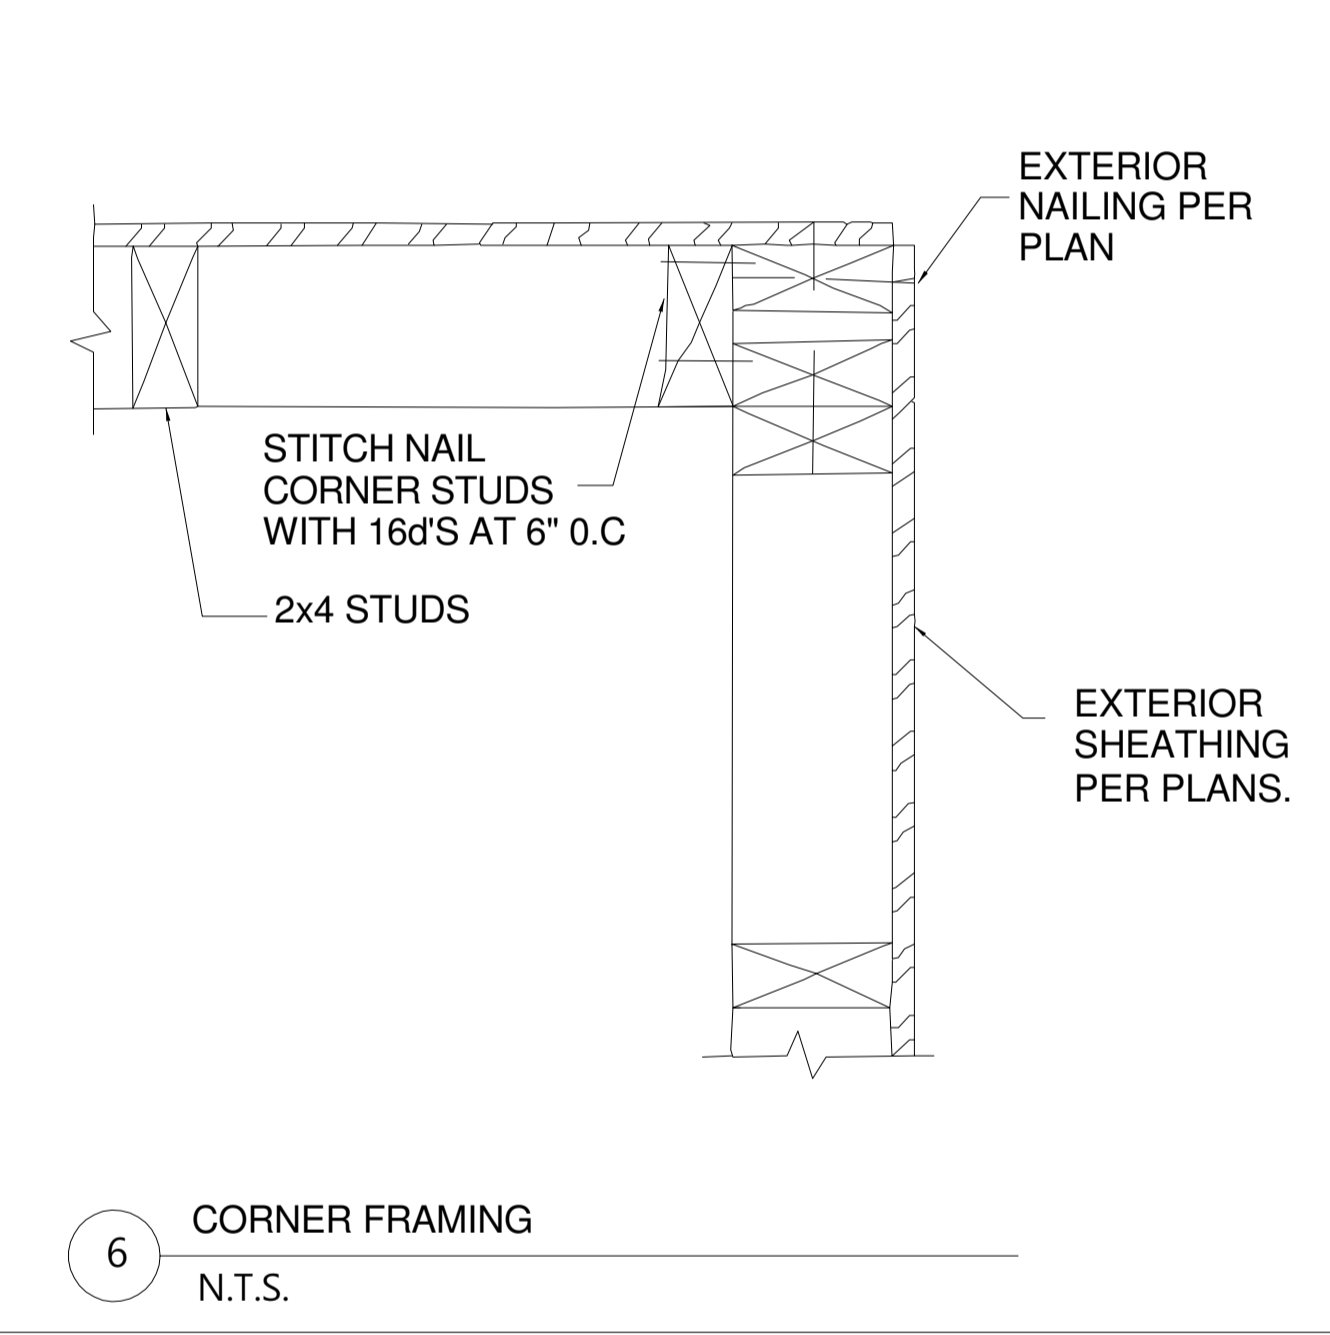 EXTERIOR
NAILING PER
PLAN
STITCH NAIL
CORNER STUDS
WITH 16d'S AT 6" 0.C
2x4 STUDS
EXTERIOR
SHEATHING
PER PLANS.
6
CORNER FRAMING
N.T.S.